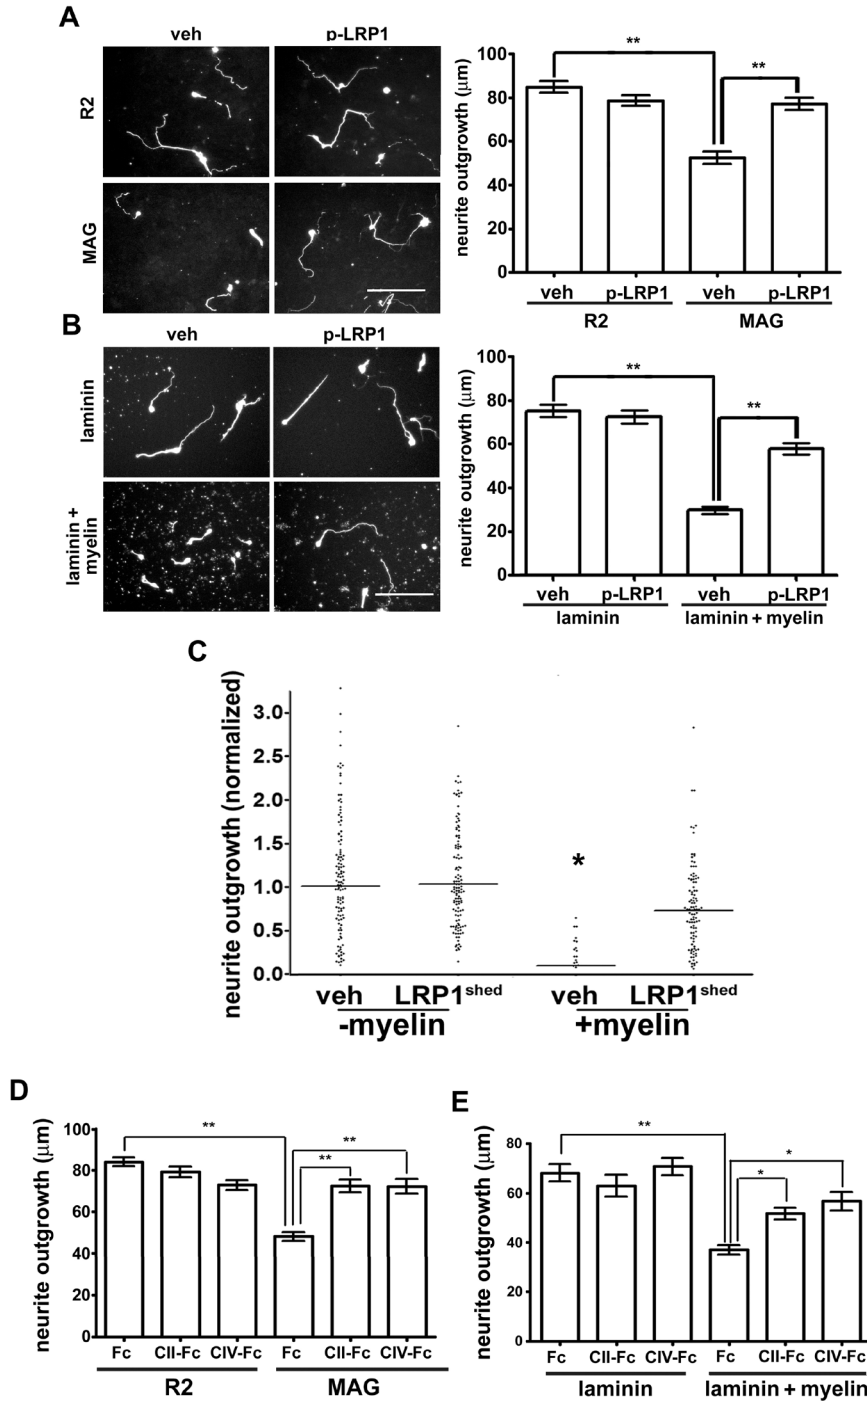 A
veh p-LRP1
R2
MAG
neurite outgrowth (μm)
100
80
60
40
20
0
**
**
veh p-LRP1 veh p-LRP1
R2 MAG
B
veh p-LRP1
laminin
laminin +
myelin
neurite outgrowth (μm)
100
80
60
40
20
0
**
**
veh p-LRP1 veh p-LRP1
laminin laminin + myelin
C
neurite outgrowth (normalized)
3.0
2.5
2.0
1.5
1.0
0.5
0.0
*
veh LRP1shed veh LRP1shed
-myelin +myelin
D
neurite outgrowth (μm)
100
80
60
40
20
0
**
**
**
Fc CII-Fc CIV-Fc Fc CII-Fc CIV-Fc
R2 MAG
E
neurite outgrowth (μm)
80
60
40
20
0
**
*
*
Fc CII-Fc CIV-Fc Fc CII-Fc CIV-Fc
laminin laminin + myelin